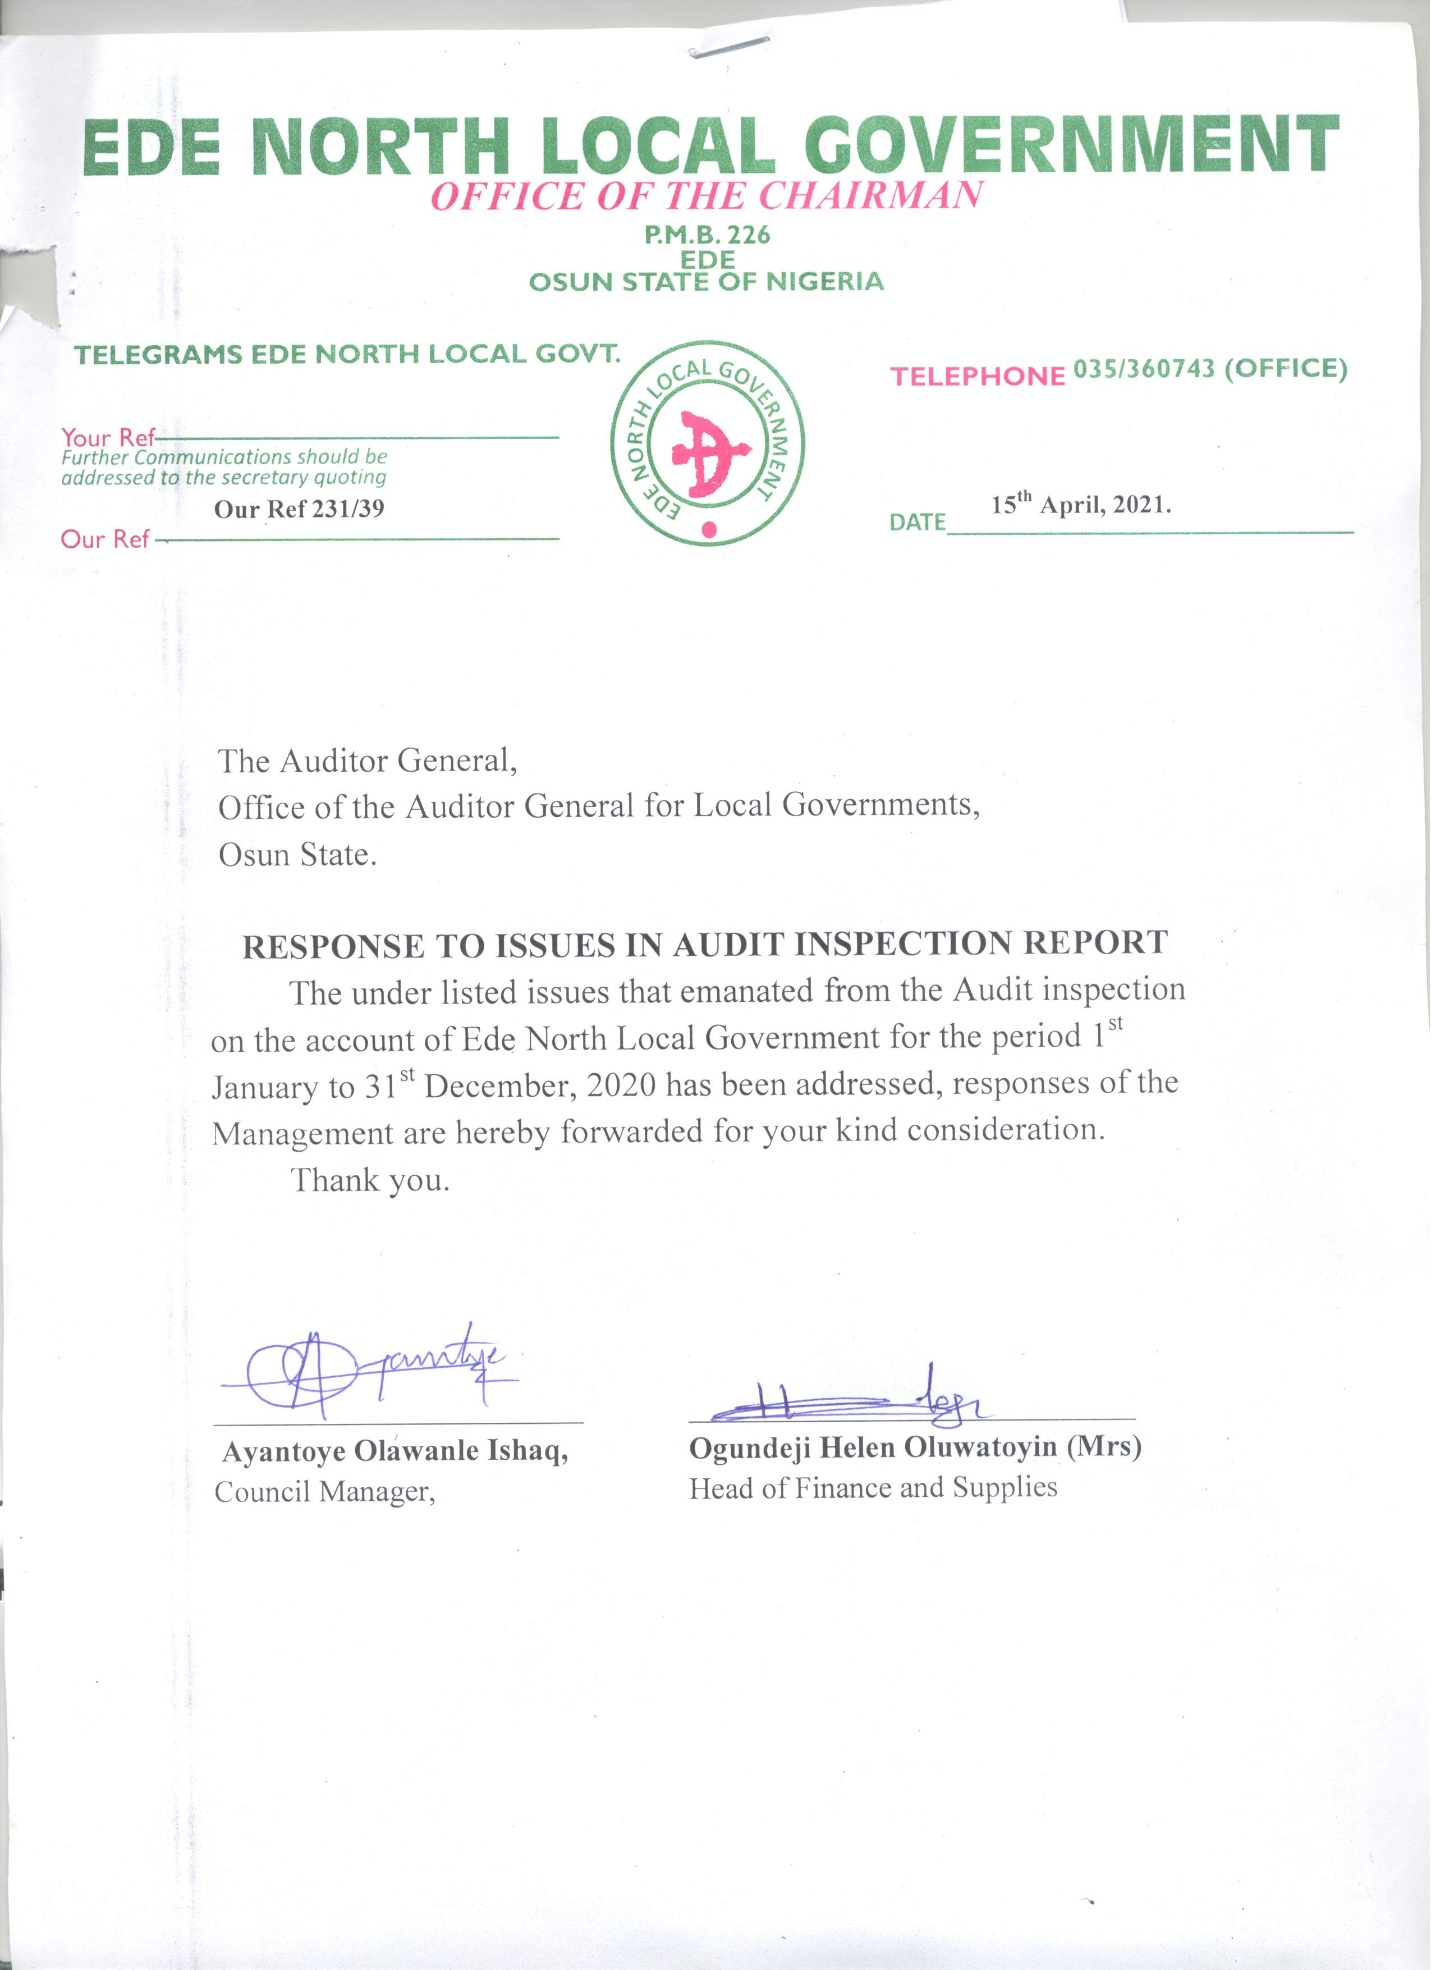 EDE NORTH LOCAL GOVERNMENT
OFFICE OF THE CHAIRMAN
P.M.B. 226
EDE
OSUN STATE OF NIGERIA
TELEGRAMS EDE NORTH LOCAL GOVT.
EDE NORTH LOCAL GOVERNMENT
TELEPHONE 035/360743 (OFFICE)
Your Ref
Further Communications should be
addressed to the secretary quoting
Our Ref 231/39
Our Ref
15th April, 2021.
DATE
The Auditor General,
Office of the Auditor General for Local Governments,
Osun State.
RESPONSE TO ISSUES IN AUDIT INSPECTION REPORT
The under listed issues that emanated from the Audit inspection
on the account of Ede North Local Government for the period 1st
January to 31st December, 2020 has been addressed, responses of the
Management are hereby forwarded for your kind consideration.
Thank you.
Ayantoye Olawanle Ishaq,
Council Manager,
Ogundeji Helen Oluwatoyin (Mrs)
Head of Finance and Supplies